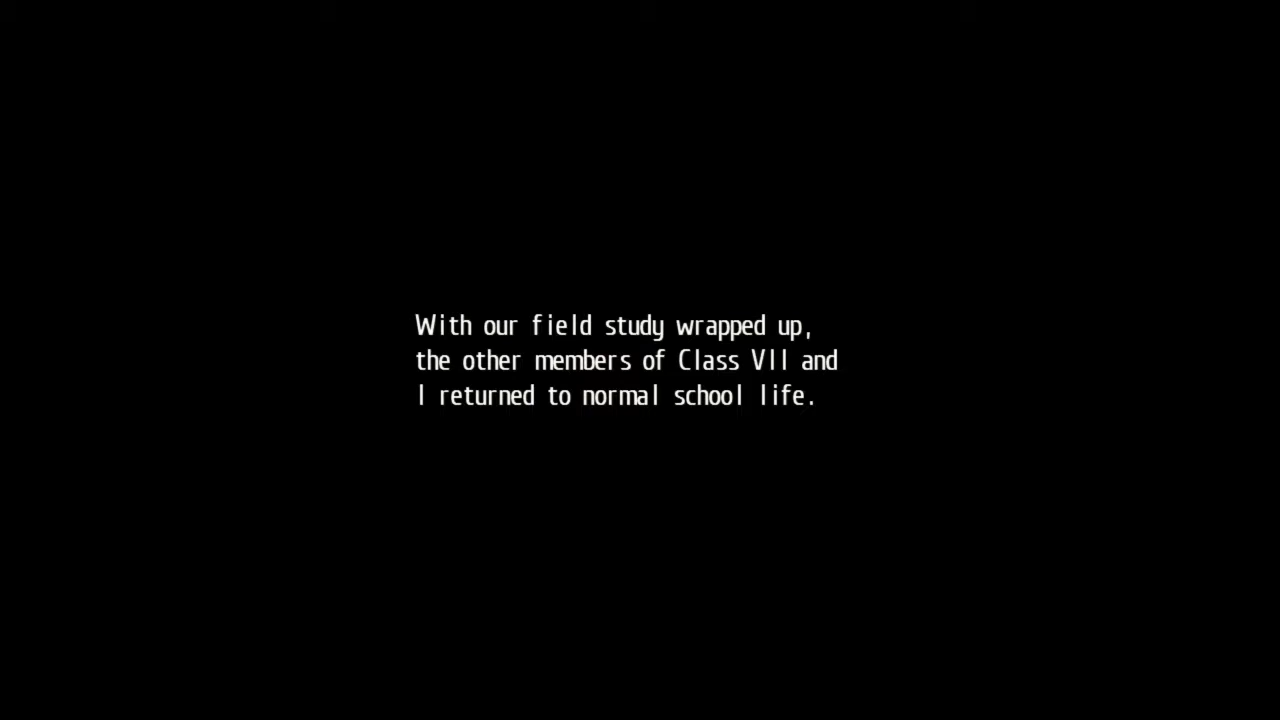 With our field study wrapped up,
the other members of Class VII and
I returned to normal school life.